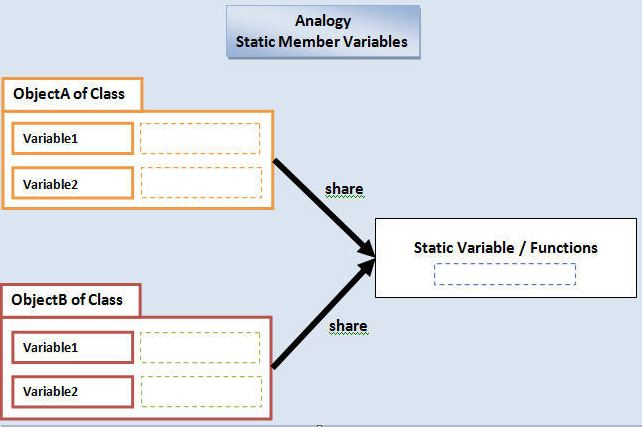 Analogy
Static Member Variables
ObjectA of Class
Variable1
Variable2
share
Static Variable / Functions
ObjectB of Class
share
Variable1
Variable2